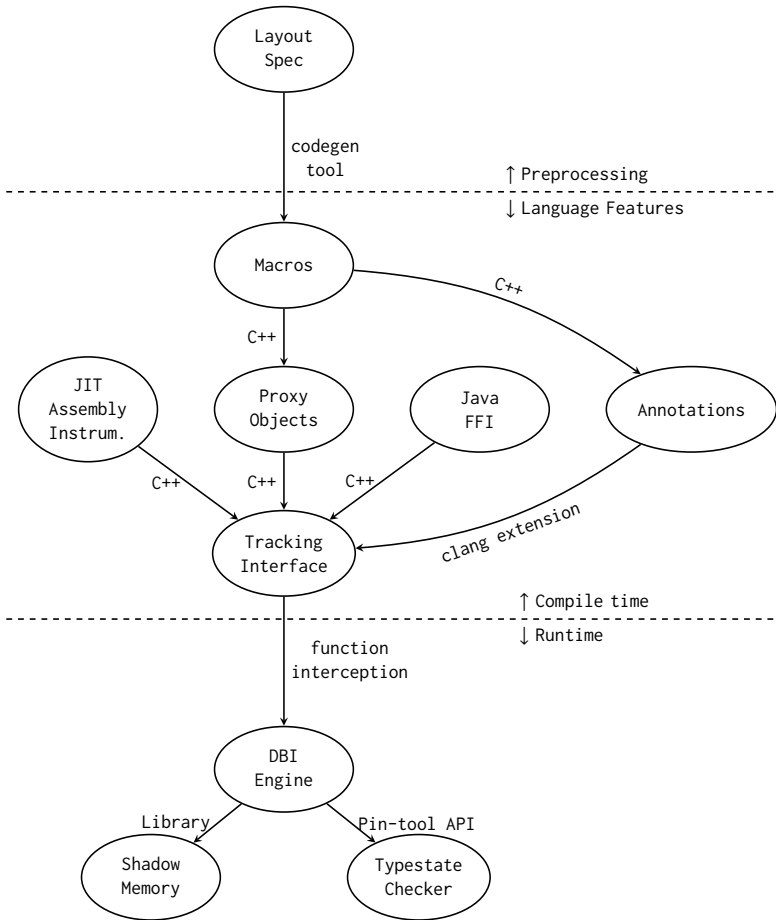 Layout
Spec
codegen
tool
↑ Preprocessing
↓ Language Features
Macros
C++
C++
JIT
Assembly
Instrum.
Proxy
Objects
Java
FFI
Annotations
C++
C++
C++
clang extension
Tracking
Interface
↑ Compile time
↓ Runtime
function
interception
DBI
Engine
Library
Pin-tool API
Shadow
Memory
Typestate
Checker